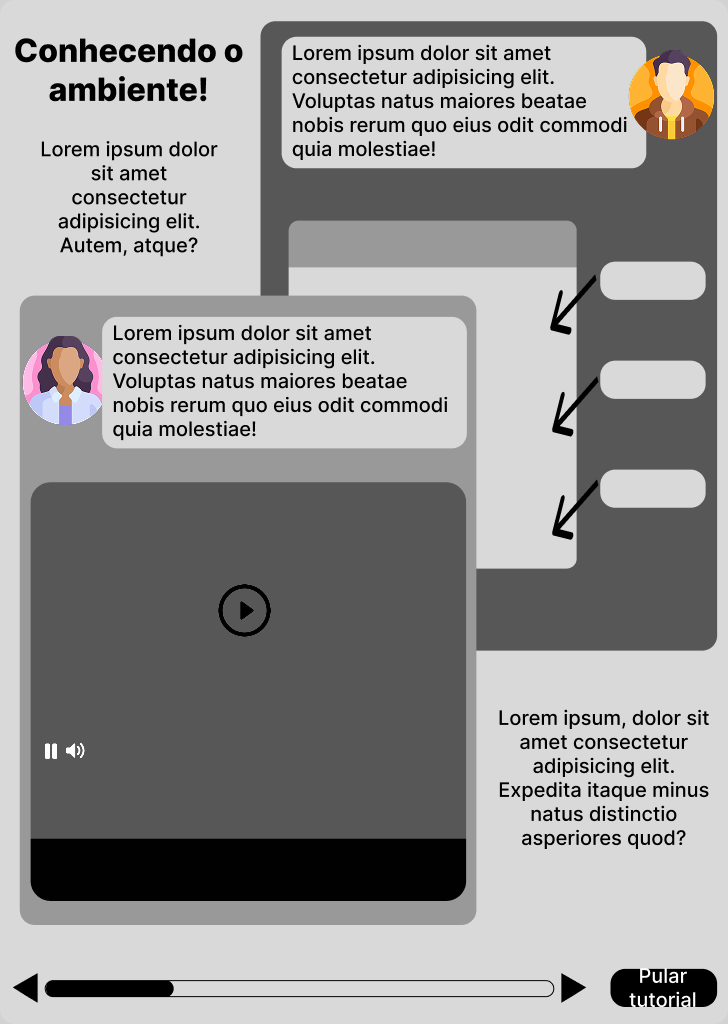 Conhecendo o
ambiente!
Lorem ipsum dolor
sit amet
consectetur
adipisicing elit.
Autem, atque?
Lorem ipsum dolor sit amet
consectetur adipisicing elit.
Voluptas natus maiores beatae
nobis rerum quo eius odit commodi
quia molestiae!
Lorem ipsum dolor sit amet
consectetur adipisicing elit.
Voluptas natus maiores beatae
nobis rerum quo eius odit commodi
quia molestiae!
Lorem ipsum, dolor sit
amet consectetur
adipisicing elit.
Expedita itaque minus
natus distinctio
asperiores quod?
Pular
tutorial